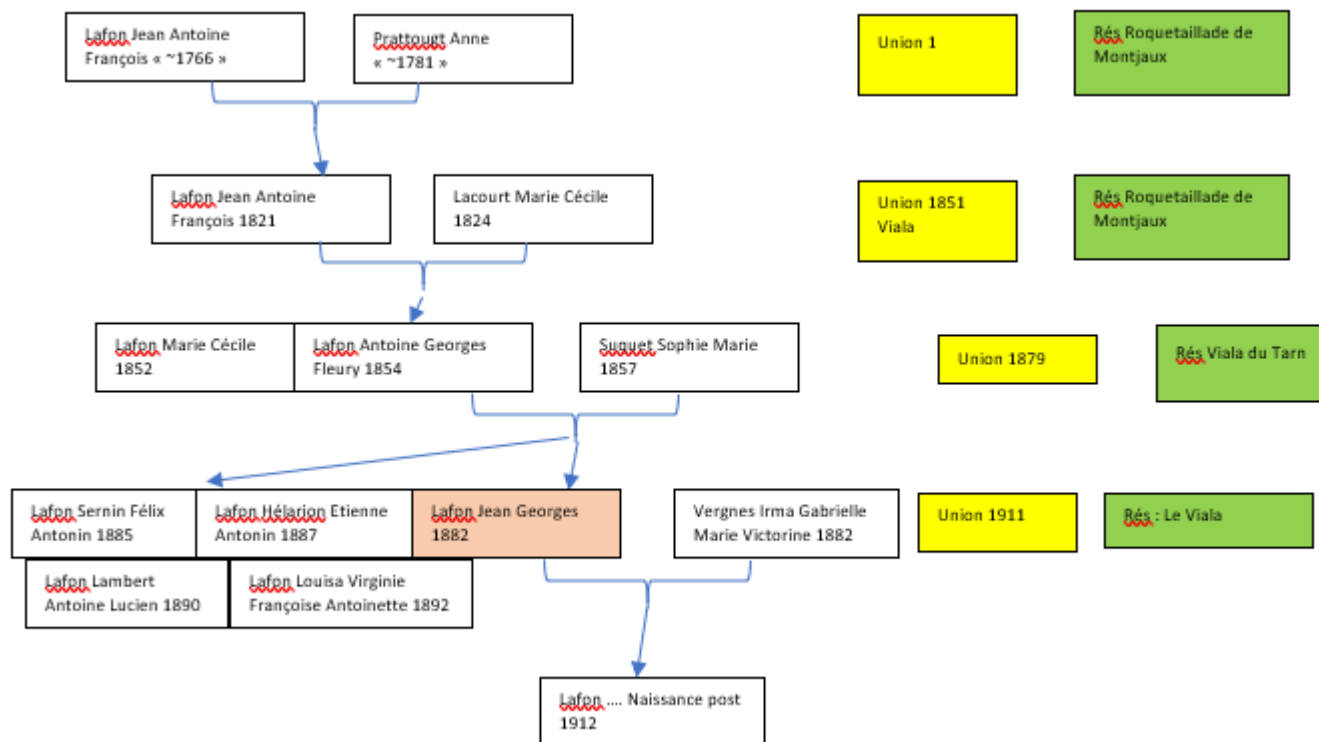 Lafon Jean Antoine
François « ~1766 »
Prattougt Anne
« ~1781 »
Union 1
Rés Roquetaillade de
Montjaux
Lafon Jean Antoine
François 1821
Lacourt Marie Cécile
1824
Union 1851
Viala
Rés Roquetaillade de
Montjaux
Lafon Marie Cécile
1852
Lafon Antoine Georges
Fleury 1854
Suquet Sophie Marie
1857
Union 1879
Rés Viala du Tarn
Lafon Sernin Félix
Antonin 1885
Lafon Hélarion Etienne
Antonin 1887
Lafon Jean Georges
1882
Vergnes Irma Gabrielle
Marie Victorine 1882
Union 1911
Rés : Le Viala
Lafon Lambert
Antoine Lucien 1890
Lafon Louisa Virginie
Françoise Antoinette 1892
Lafon .... Naissance post
1912